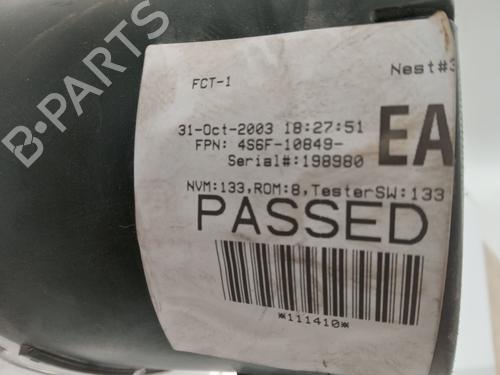 FCT-1
Nest#3
31-Oct-2003 18:27:51
FPN: 4S6F-10849-
EA
Serial#:198980
NVM:133,ROM:8,TesterSW:133
PASSED
*111410*
B-PARTS